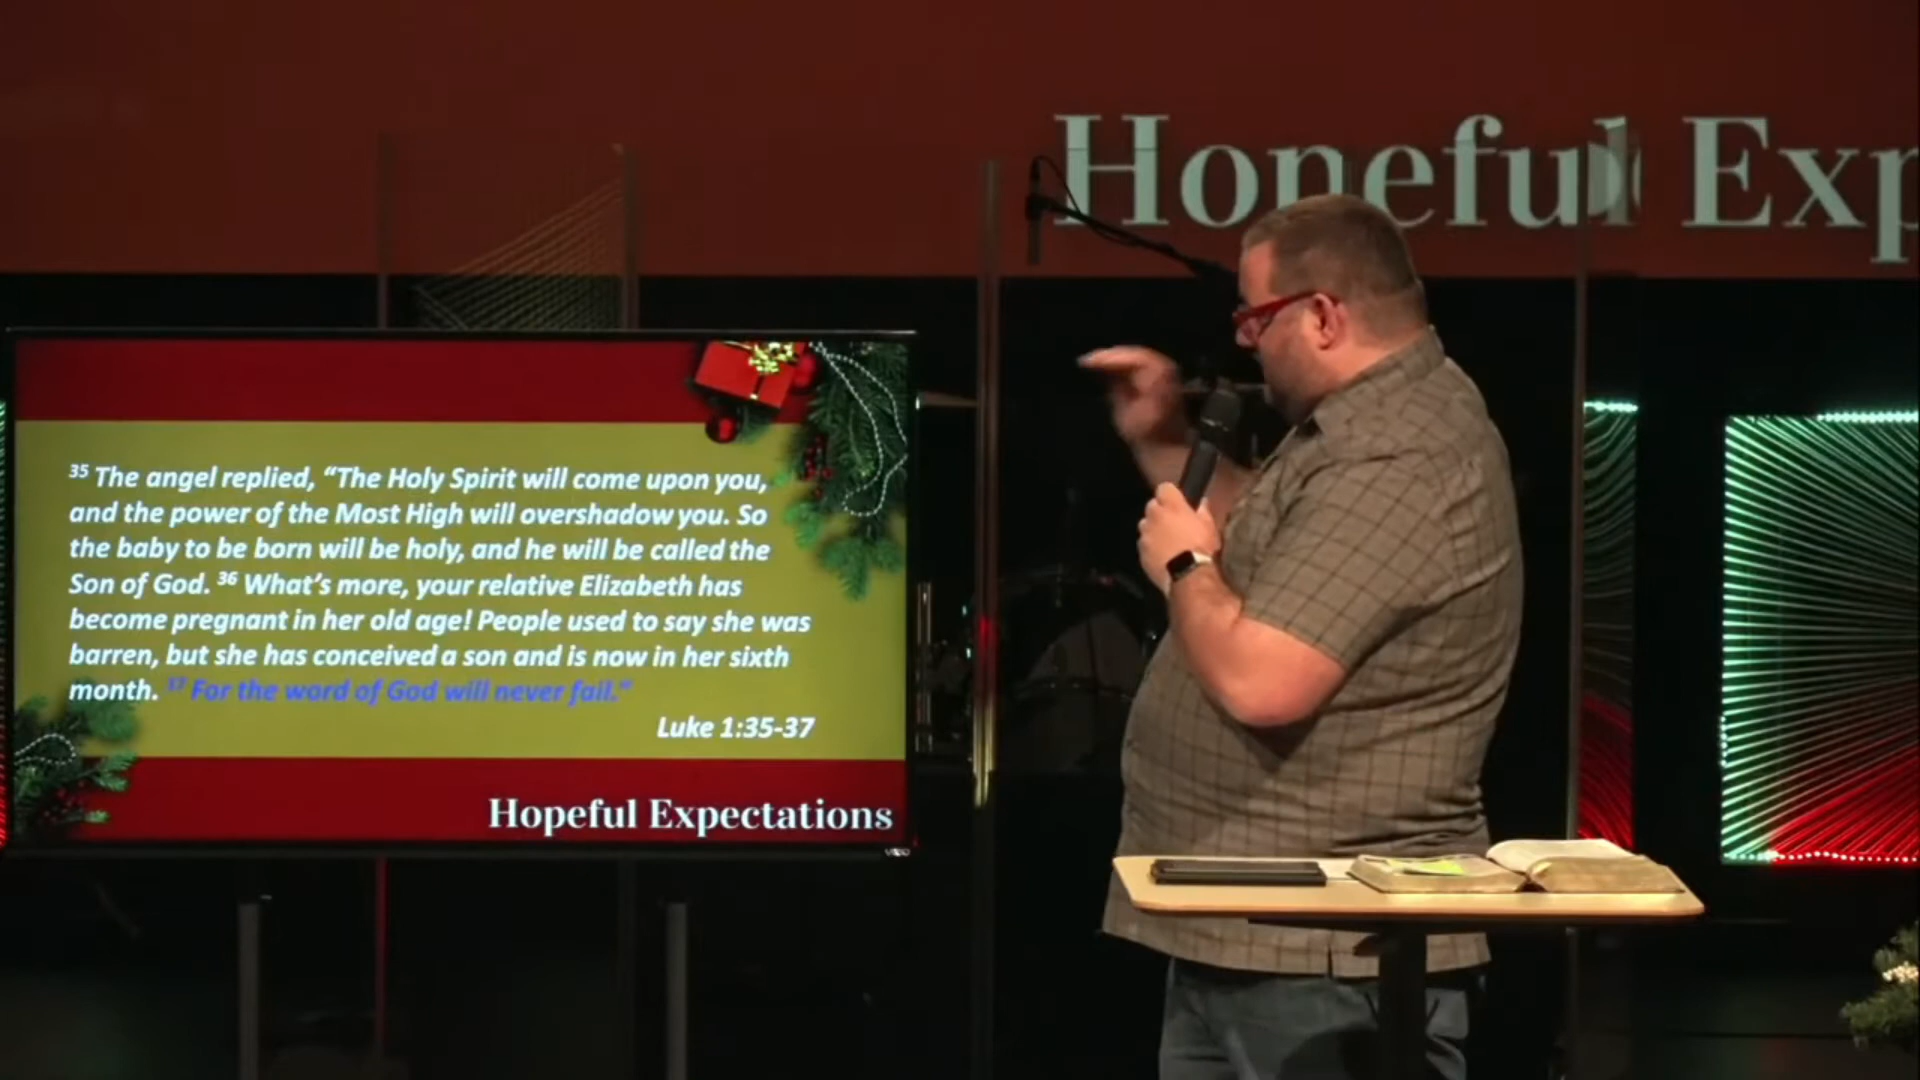 Hopeful Exp
35 The angel replied, “The Holy Spirit will come upon you,
and the power of the Most High will overshadow you. So
the baby to be born will be holy, and he will be called the
Son of God. 36 What’s more, your relative Elizabeth has
become pregnant in her old age! People used to say she was
barren, but she has conceived a son and is now in her sixth
month. 37 For the word of God will never fail.”
Luke 1:35-37
Hopeful Expectations
VIZIO